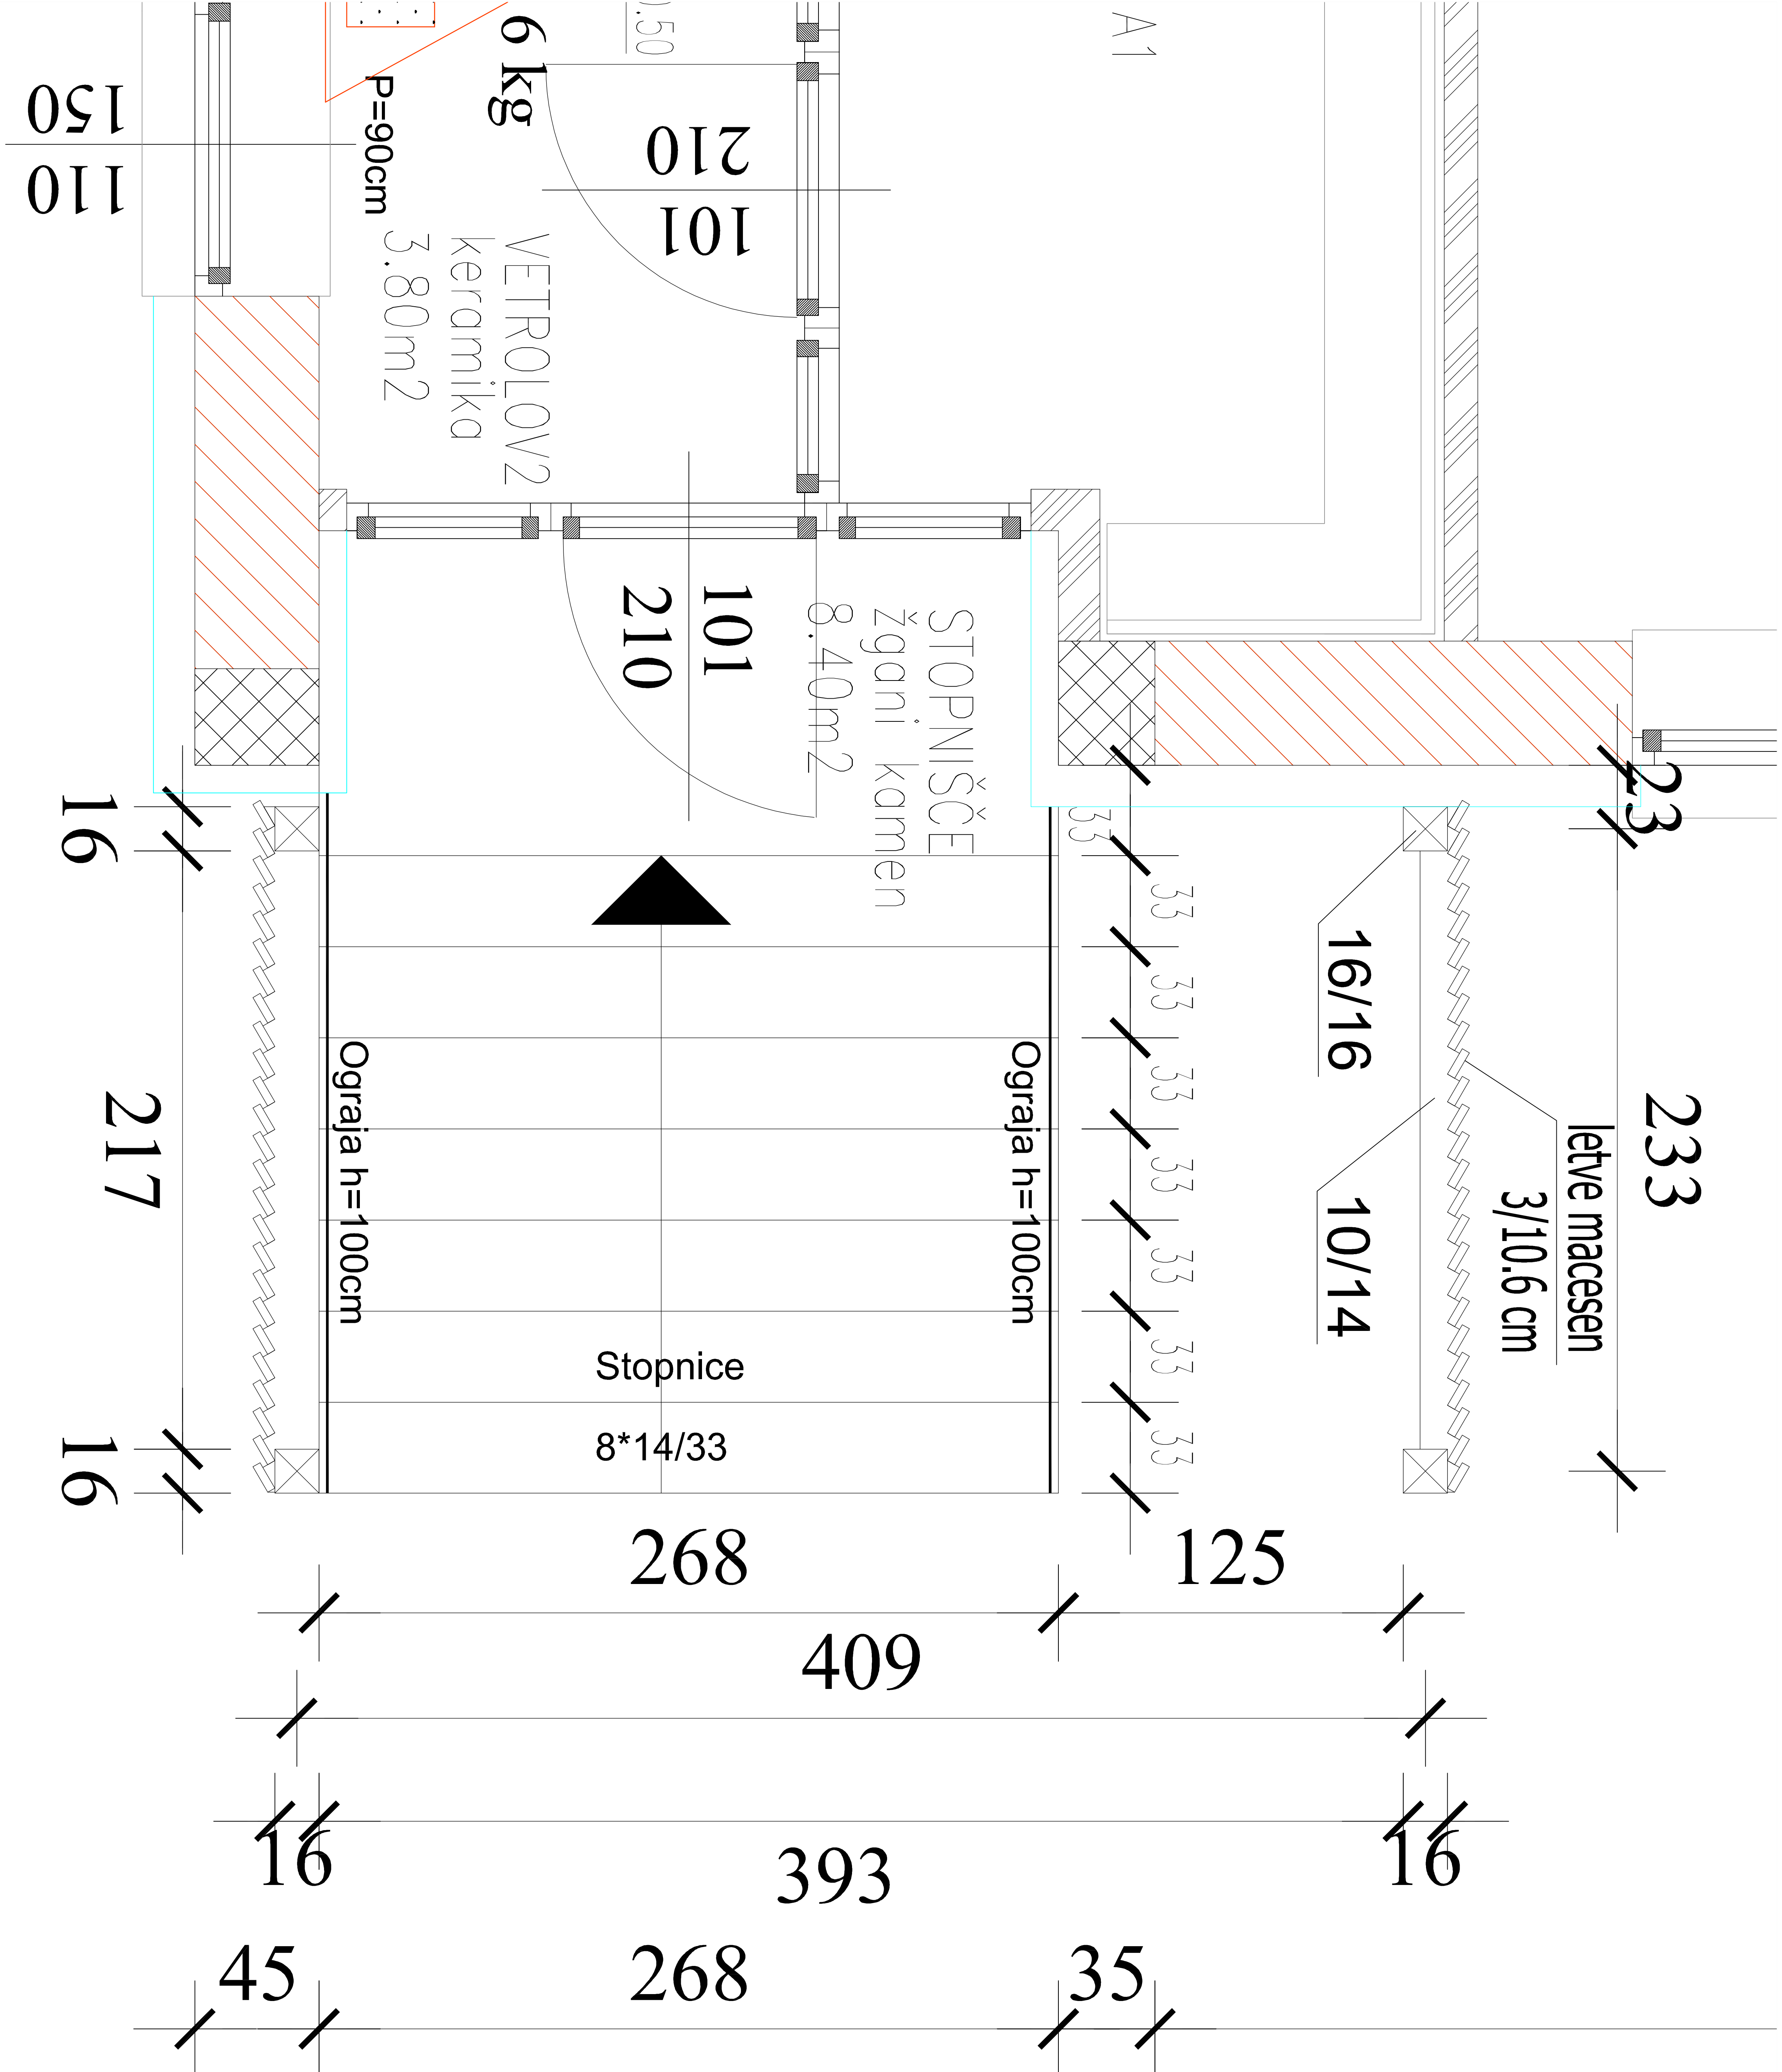 6 kg
A1
150
110
P=90cm
210
101
VETROLOV2
keramika
3.80m2
101
210
STOPNIŠČE
žgani kamen
8.40m2
23
16
33
33
33
33
33
33
33
33
16/16
10/14
letve macesen
3/10.6 cm
233
217
16
Ograja h=100cm
Ograja h=100cm
Stopnice
8*14/33
268
125
409
16
393
16
45
268
35